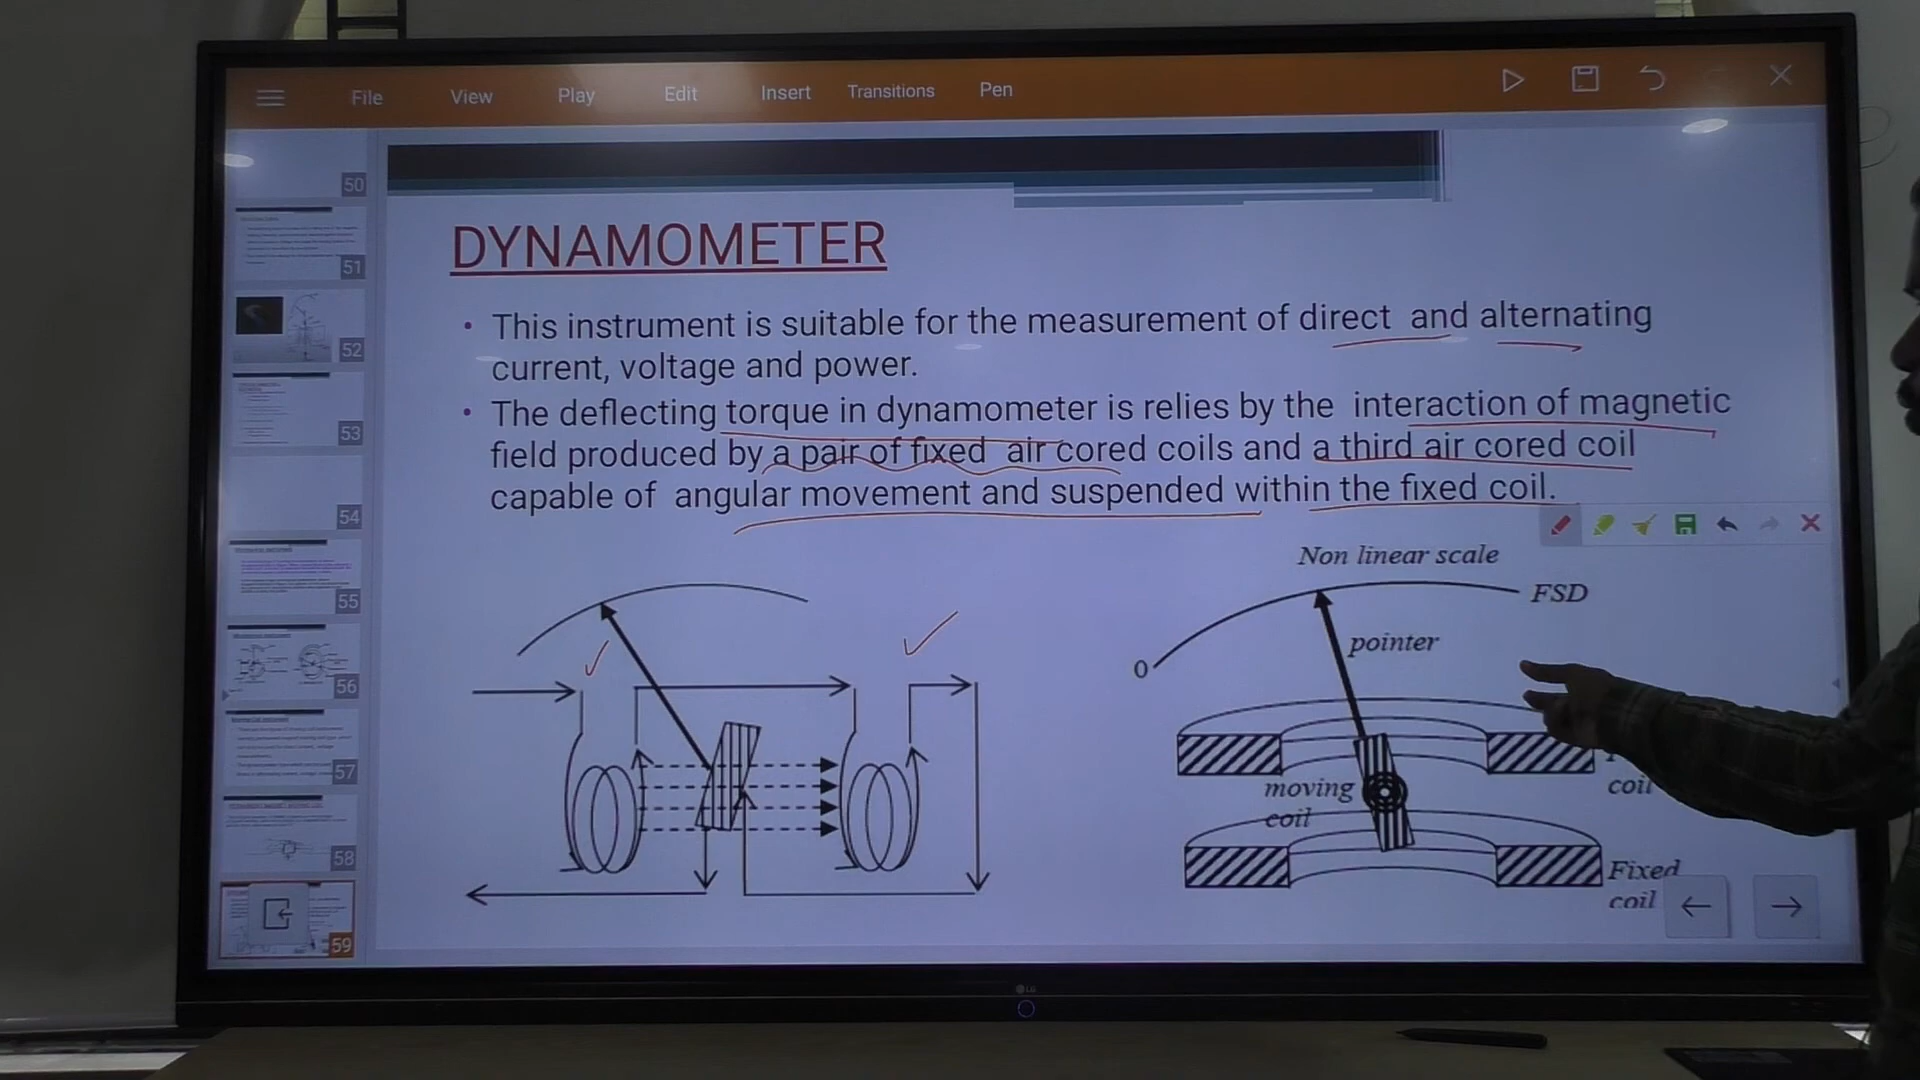 File View Play Edit Insert Transitions Pen
50
51
52
53
54
55
56
57
58
59
DYNAMOMETER
• This instrument is suitable for the measurement of direct and alternating
current, voltage and power.
• The deflecting torque in dynamometer is relies by the interaction of magnetic
field produced by a pair of fixed air cored coils and a third air cored coil
capable of angular movement and suspended within the fixed coil.
Non linear scale
FSD
pointer
0
moving
coil
coil
Fixed
coil
LG